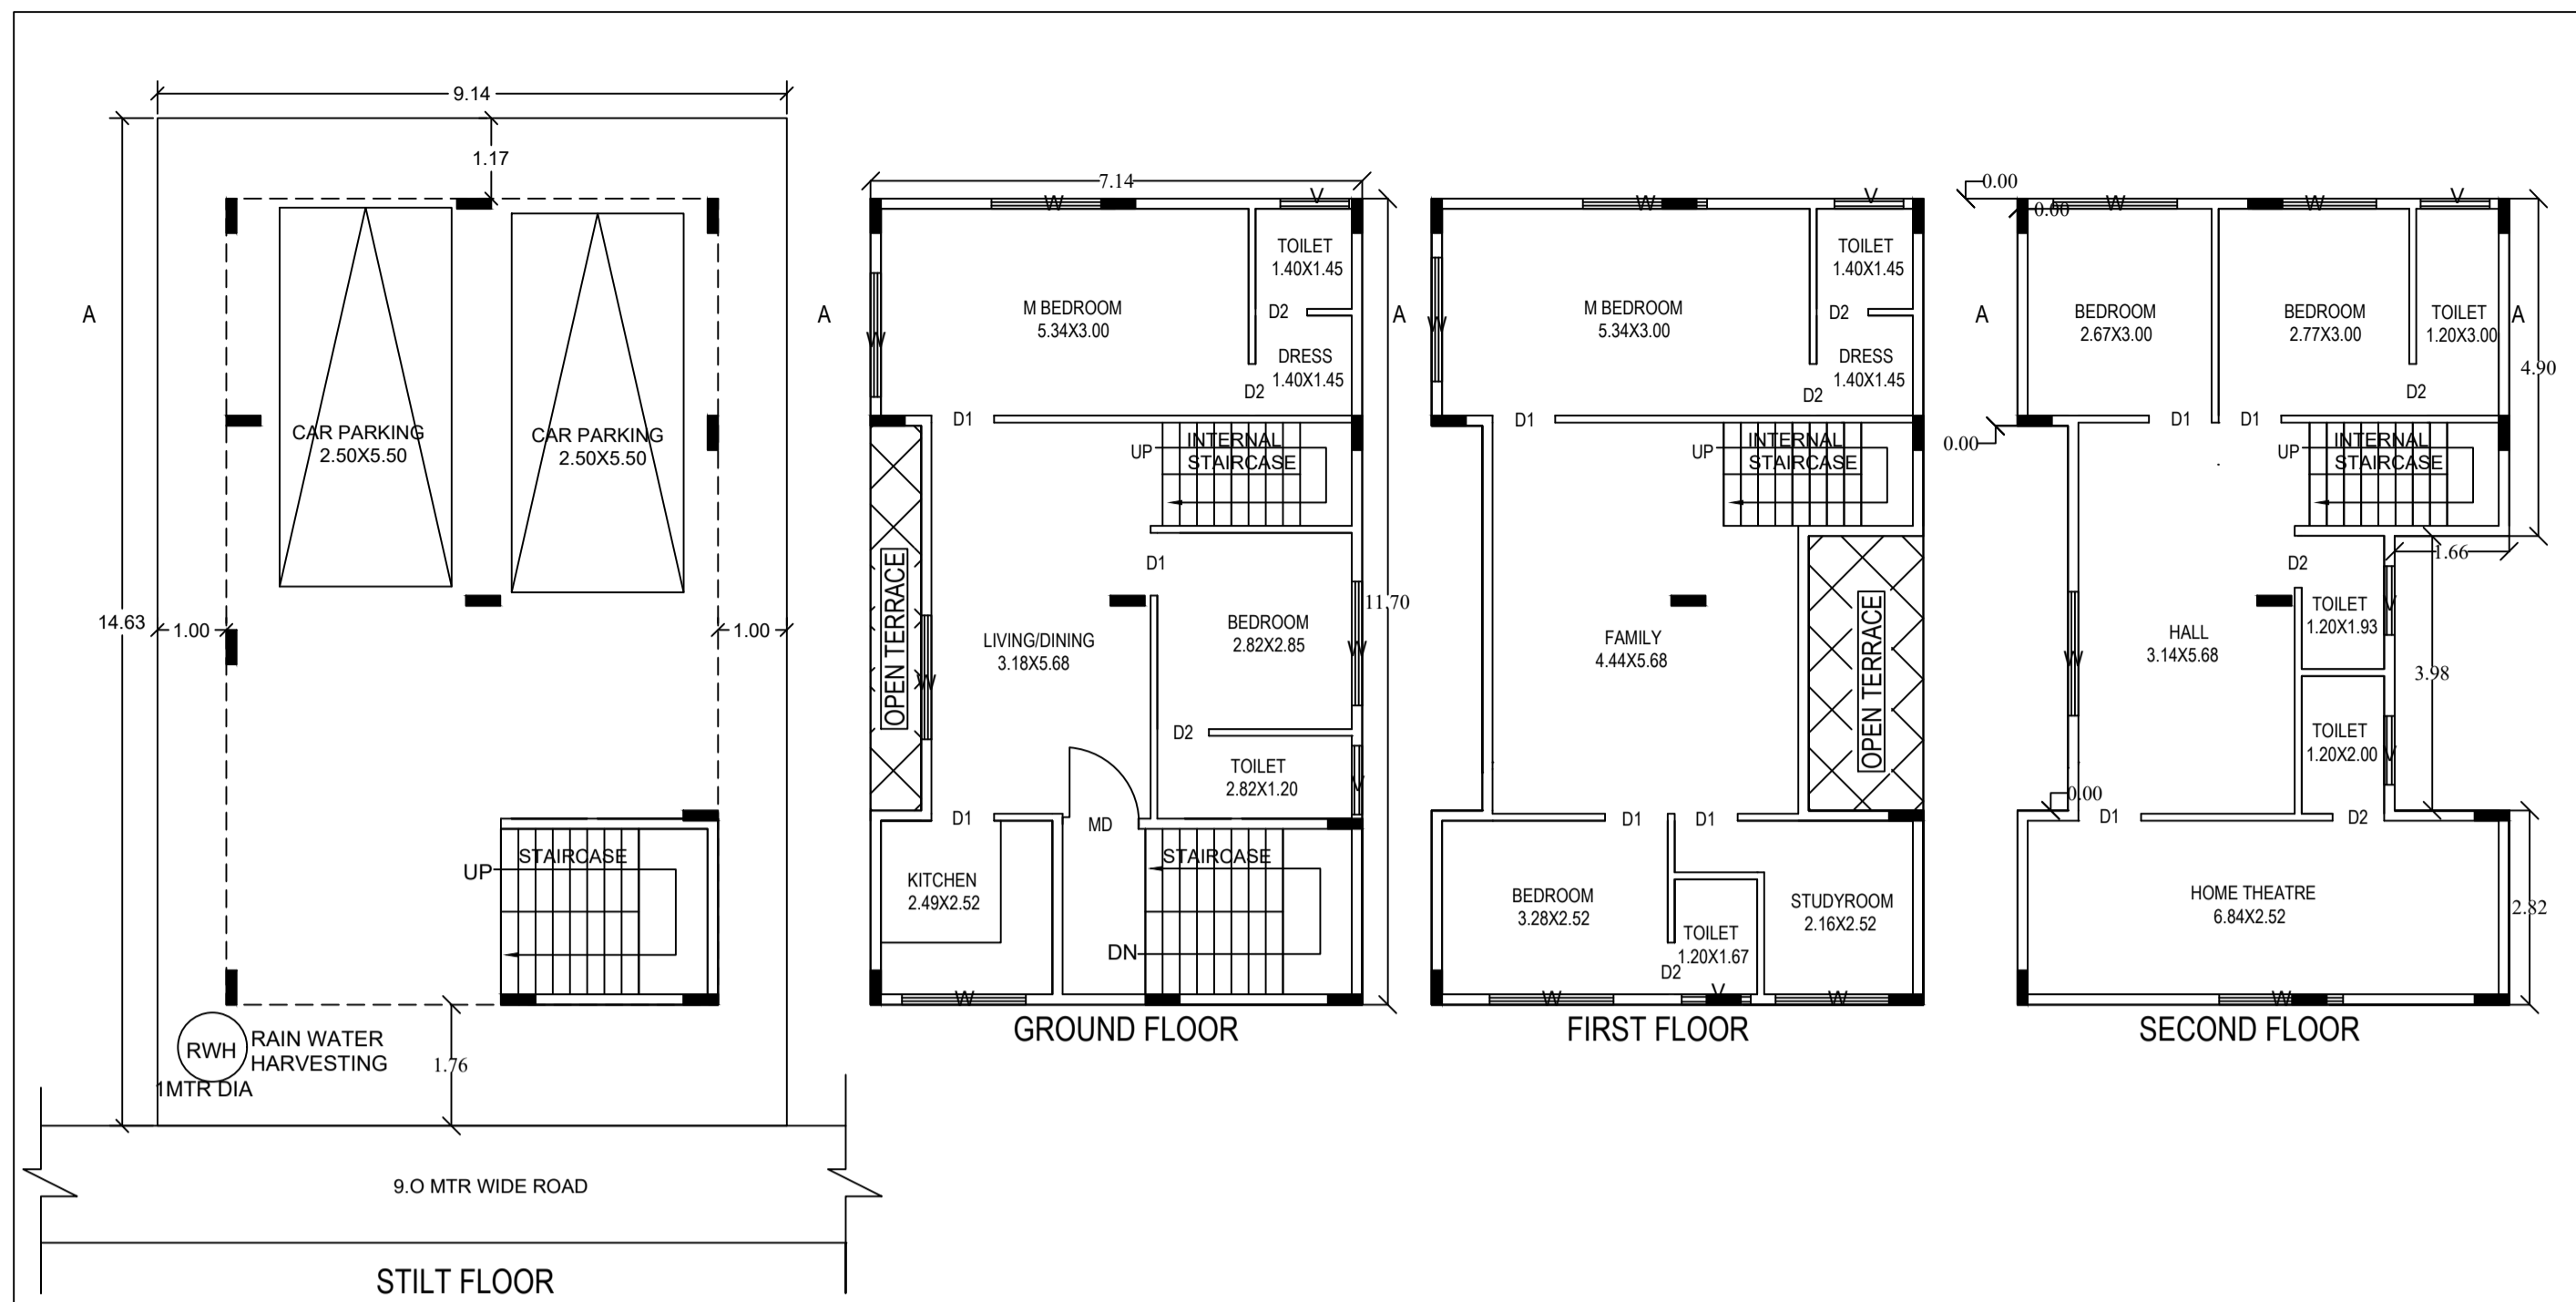 9.14
1.17
A
CAR PARKING
2.50X5.50
CAR PARKING
2.50X5.50
14.63
1.00
1.00
STAIRCASE
UP
RWH
RAIN WATER
HARVESTING
1MTR DIA
1.76
9.O MTR WIDE ROAD
STILT FLOOR
7.14
W
V
TOILET
1.40X1.45
A
M BEDROOM
5.34X3.00
D2
W
DRESS
1.40X1.45
D2
D1
INTERNAL
STAIRCASE
UP
OPEN TERRACE
D1
11.70
BEDROOM
2.82X2.85
LIVING/DINING
3.18X5.68
W
W
D2
TOILET
2.82X1.20
V
D1
MD
STAIRCASE
KITCHEN
2.49X2.52
DN
W
GROUND FLOOR
W
V
TOILET
1.40X1.45
A
M BEDROOM
5.34X3.00
D2
W
DRESS
1.40X1.45
D2
D1
INTERNAL
STAIRCASE
UP
FAMILY
4.44X5.68
OPEN TERRACE
D1
D1
BEDROOM
3.28X2.52
STUDYROOM
2.16X2.52
TOILET
1.20X1.67
D2
W
V
W
FIRST FLOOR
0.00
0.00
W
W
V
A
BEDROOM
2.67X3.00
BEDROOM
2.77X3.00
TOILET
1.20X3.00
A
4.90
D2
D1
D1
0.00
INTERNAL
STAIRCASE
UP
1.66
D2
TOILET
1.20X1.93
V
HALL
3.14X5.68
W
3.98
TOILET
1.20X2.00
V
0.00
D1
D2
HOME THEATRE
6.84X2.52
2.82
W
SECOND FLOOR